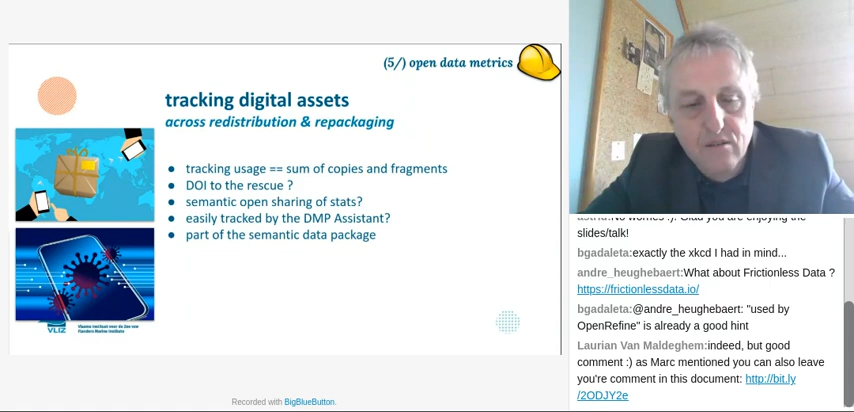 (5/) open data metrics
tracking digital assets
across redistribution & repackaging
● tracking usage == sum of copies and fragments
● DOI to the rescue ?
● semantic open sharing of stats?
● easily tracked by the DMP Assistant?
● part of the semantic data package
VLIZ
Vlaams Instituut voor de Zee vzw
Flanders Marine Institute
Recorded with BigBlueButton.
astrid:No worries :). Glad you are enjoying the
slides/talk!
bgadaleta:exactly the xkcd I had in mind...
andre_heughebaert:What about Frictionless Data ?
https://frictionlessdata.io/
bgadaleta:@andre_heughebaert: "used by
OpenRefine" is already a good hint
Laurian Van Maldeghem:indeed, but good
comment :) as Marc mentioned you can also leave
you're comment in this document: http://bit.ly
/2ODJY2e